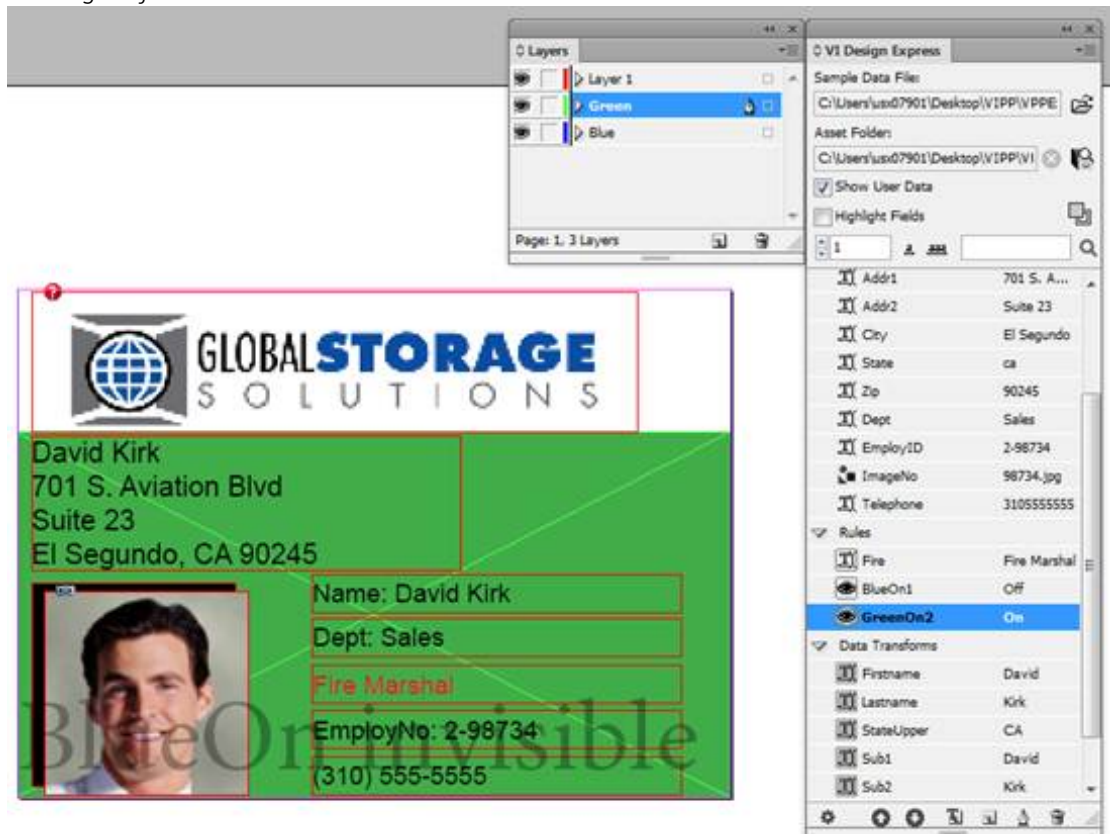 Layers
Layer 1
Green
Blue
Page: 1, 3 Layers
VI Design Express
Sample Data File:
C:\Users\usx07901\Desktop\VIPP\VPPE
Asset Folder:
C:\Users\usx07901\Desktop\VIPP\VI
Show User Data
Highlight Fields
1
Addr1 701 S. A...
Addr2 Suite 23
City El Segundo
State ca
Zip 90245
Dept Sales
EmployID 2-98734
ImageNo 98734.jpg
Telephone 3105555555
Rules
Fire Fire Marshal
BlueOn1 Off
GreenOn2 On
Data Transforms
Firstname David
Lastname Kirk
StateUpper CA
Sub1 David
Sub2 Kirk
GLOBALSTORAGE
SOLUTIONS
David Kirk
701 S. Aviation Blvd
Suite 23
El Segundo, CA 90245
Name: David Kirk
Dept: Sales
Fire Marshal
EmployNo: 2-98734
(310) 555-5555
BlueOn invisible